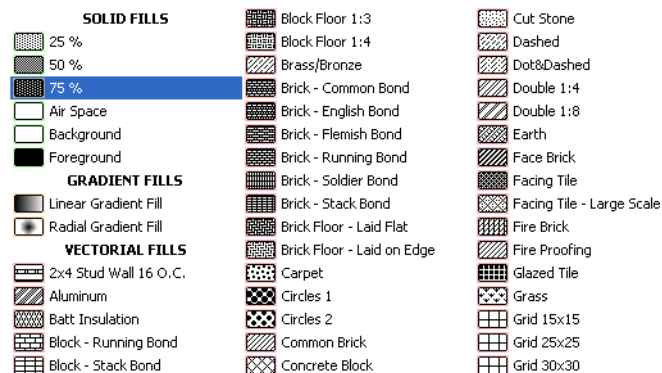 SOLID FILLS
25 %
50 %
75 %
Air Space
Background
Foreground
GRADIENT FILLS
Linear Gradient Fill
Radial Gradient Fill
VECTORIAL FILLS
2x4 Stud Wall 16 O.C.
Aluminum
Batt Insulation
Block - Running Bond
Block - Stack Bond
Block Floor 1:3
Block Floor 1:4
Brass/Bronze
Brick - Common Bond
Brick - English Bond
Brick - Flemish Bond
Brick - Running Bond
Brick - Soldier Bond
Brick - Stack Bond
Brick Floor - Laid Flat
Brick Floor - Laid on Edge
Carpet
Circles 1
Circles 2
Common Brick
Concrete Block
Cut Stone
Dashed
Dot&Dashed
Double 1:4
Double 1:8
Earth
Face Brick
Facing Tile
Facing Tile - Large Scale
Fire Brick
Fire Proofing
Glazed Tile
Grass
Grid 15x15
Grid 25x25
Grid 30x30